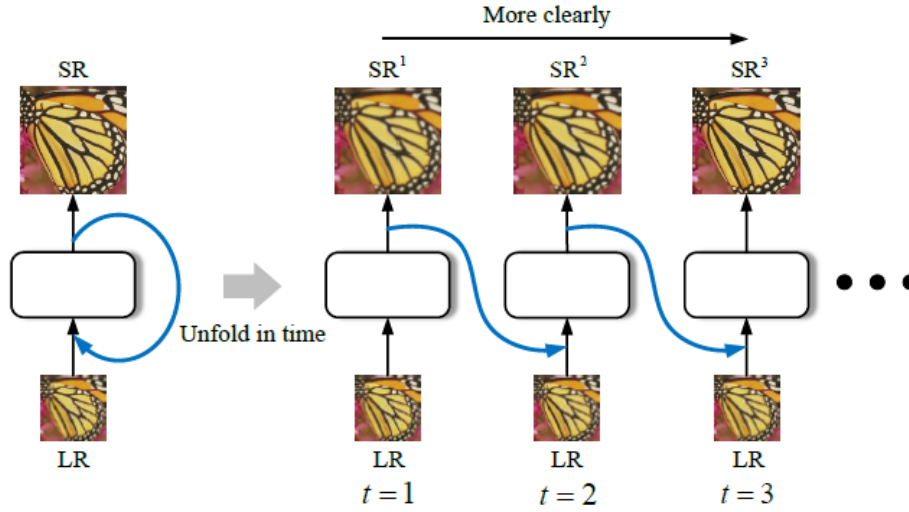 More clearly
SR
SR¹
SR²
SR³
Unfold in time
LR
LR
LR
LR
t = 1
t = 2
t = 3